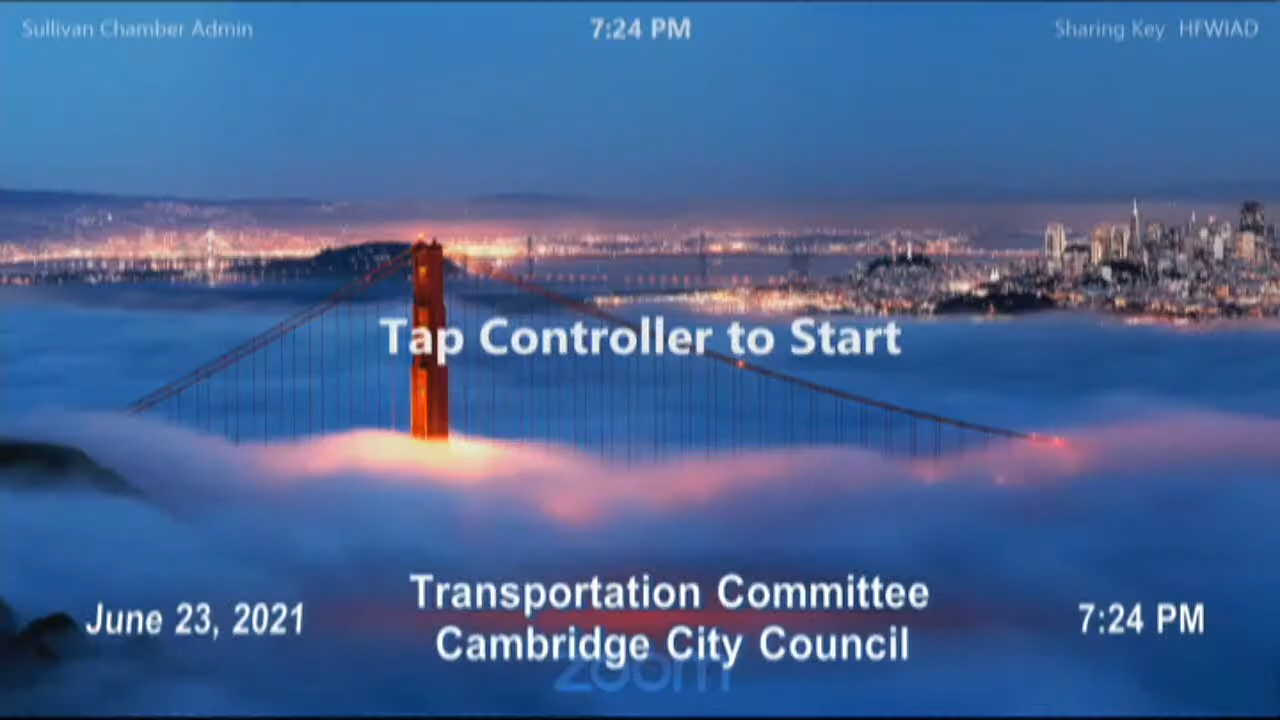 Sullivan Chamber Admin
7:24 PM
Sharing Key HFWIAD
Tap Controller to Start
June 23, 2021
Transportation Committee
Cambridge City Council
7:24 PM
zoom